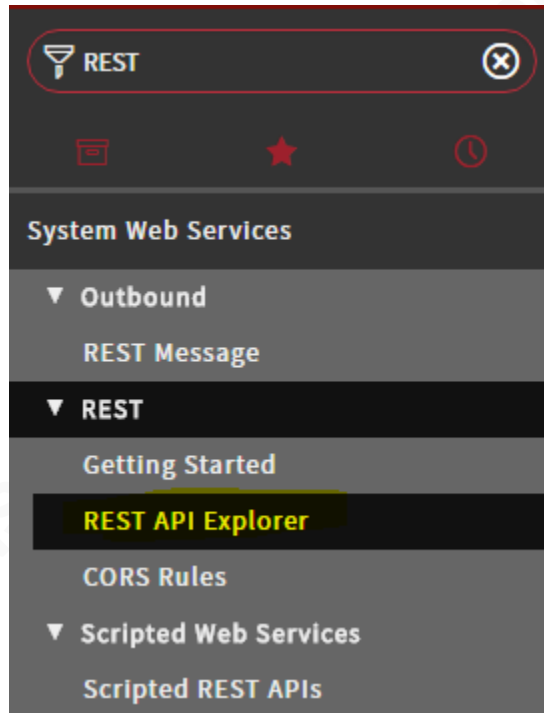 REST
System Web Services
Outbound
REST Message
REST
Getting Started
REST API Explorer
CORS Rules
Scripted Web Services
Scripted REST APIs